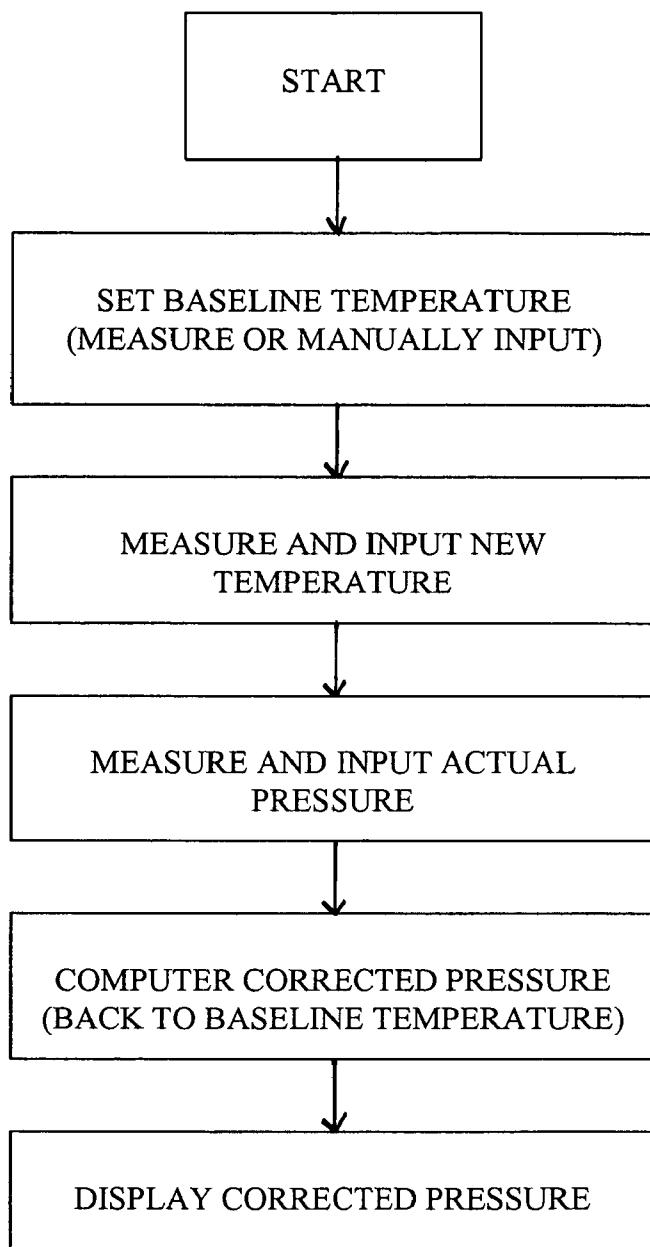 START
SET BASELINE TEMPERATURE
(MEASURE OR MANUALLY INPUT)
MEASURE AND INPUT NEW
TEMPERATURE
MEASURE AND INPUT ACTUAL
PRESSURE
COMPUTER CORRECTED PRESSURE
(BACK TO BASELINE TEMPERATURE)
DISPLAY CORRECTED PRESSURE